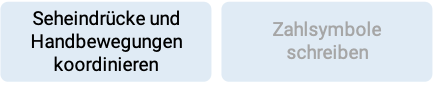 Seheindrücke und
Handbewegungen
koordinieren
Zahlsymbole
schreiben